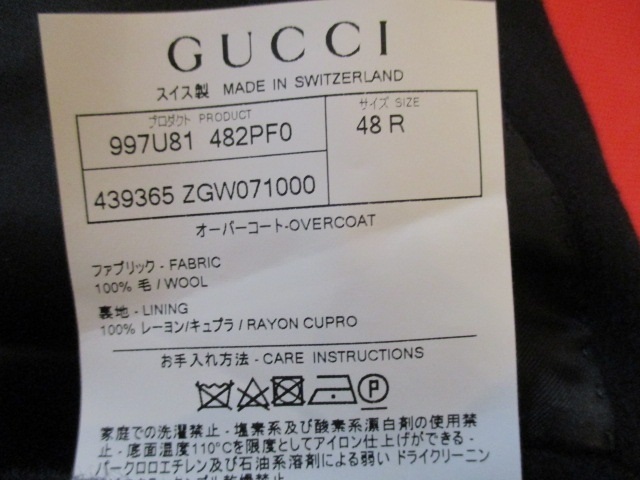 GUCCI
スイス製 MADE IN SWITZERLAND
プロダクト PRODUCT
サイズ SIZE
997U81 482PF0
48 R
439365 ZGW071000
オーバーコート-OVERCOAT
ファブリック - FABRIC
100% 毛 / WOOL
裏地 - LINING
100% レーヨン/キュプラ / RAYON CUPRO
お手入れ方法 - CARE INSTRUCTIONS
P
家庭での洗濯禁止 - 塩素系及び酸素系漂白剤の使用禁
止 - 底面温度110°Cを限度としてアイロン仕上げができる -
パークロロエチレン及び石油系溶剤による弱い ドライクリーニン